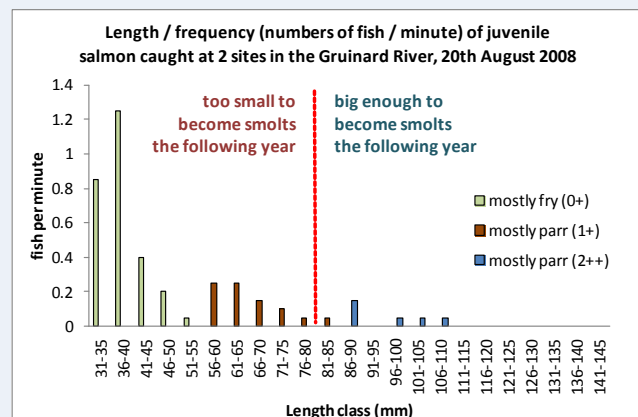 Length / frequency (numbers of fish / minute) of juvenile
salmon caught at 2 sites in the Gruinard River, 20th August 2008
too small to
become smolts
the following year
big enough to
become smolts
the following year
mostly fry (0+)
mostly parr (1+)
mostly parr (2++)
fish per minute
1.4
1.2
1
0.8
0.6
0.4
0.2
0
31-35
36-40
41-45
46-50
51-55
56-60
61-65
66-70
71-75
76-80
81-85
86-90
91-95
96-100
101-105
106-110
111-115
116-120
121-125
126-130
131-135
136-140
141-145
Length class (mm)